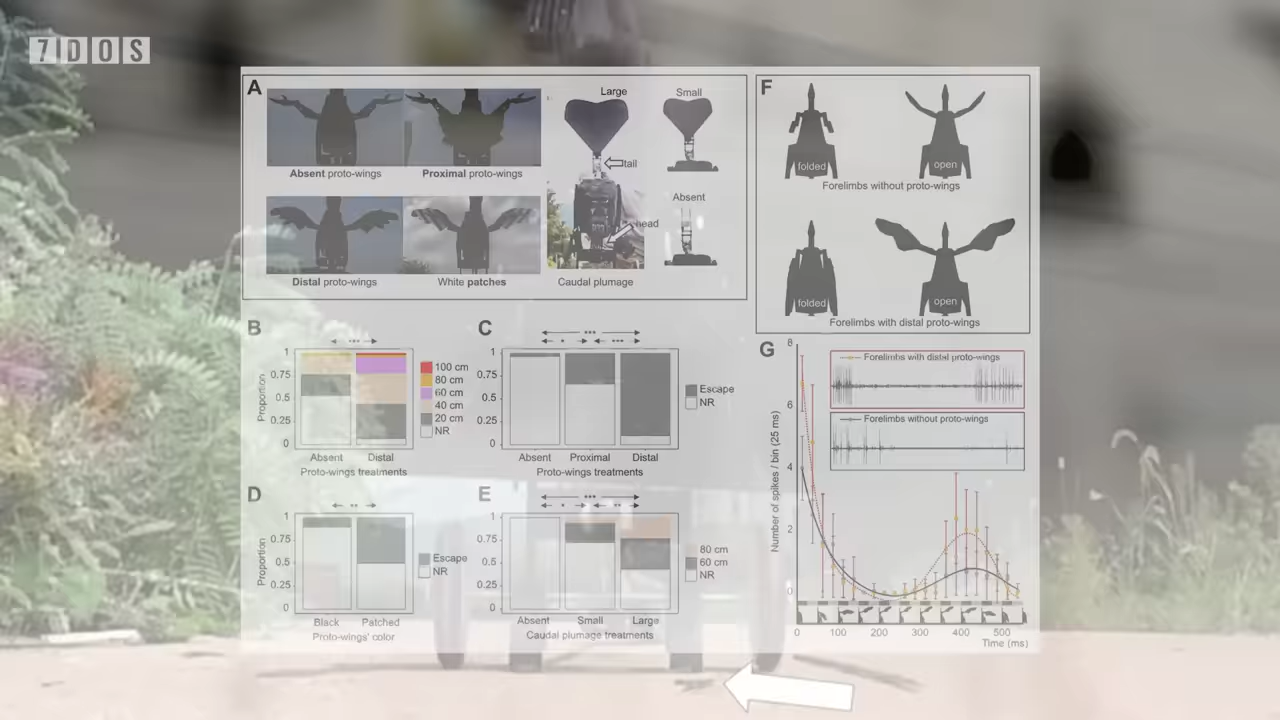 7DOS
A
Absent proto-wings
Proximal proto-wings
Distal proto-wings
White patches
Large
Small
tail
Absent
head
Caudal plumage
F
folded
open
Forelimbs without proto-wings
folded
open
Forelimbs with distal proto-wings
B
***
Proportion
1
0.75
0.5
0.25
0
Absent
Distal
Proto-wings treatments
100 cm
80 cm
60 cm
40 cm
20 cm
NR
C
***
*
***
1
0.75
0.5
0.25
0
Absent
Proximal
Distal
Proto-wings treatments
Escape
NR
D
**
Proportion
1
0.75
0.5
0.25
0
Black
Patched
Proto-wings' color
Escape
NR
E
***
*
**
1
0.75
0.5
0.25
0
Absent
Small
Large
Caudal plumage treatments
80 cm
60 cm
NR
G
Number of spikes / bin (25 ms)
8
6
4
2
0
Forelimbs with distal proto-wings
Forelimbs without proto-wings
0
100
200
300
400
500
Time (ms)